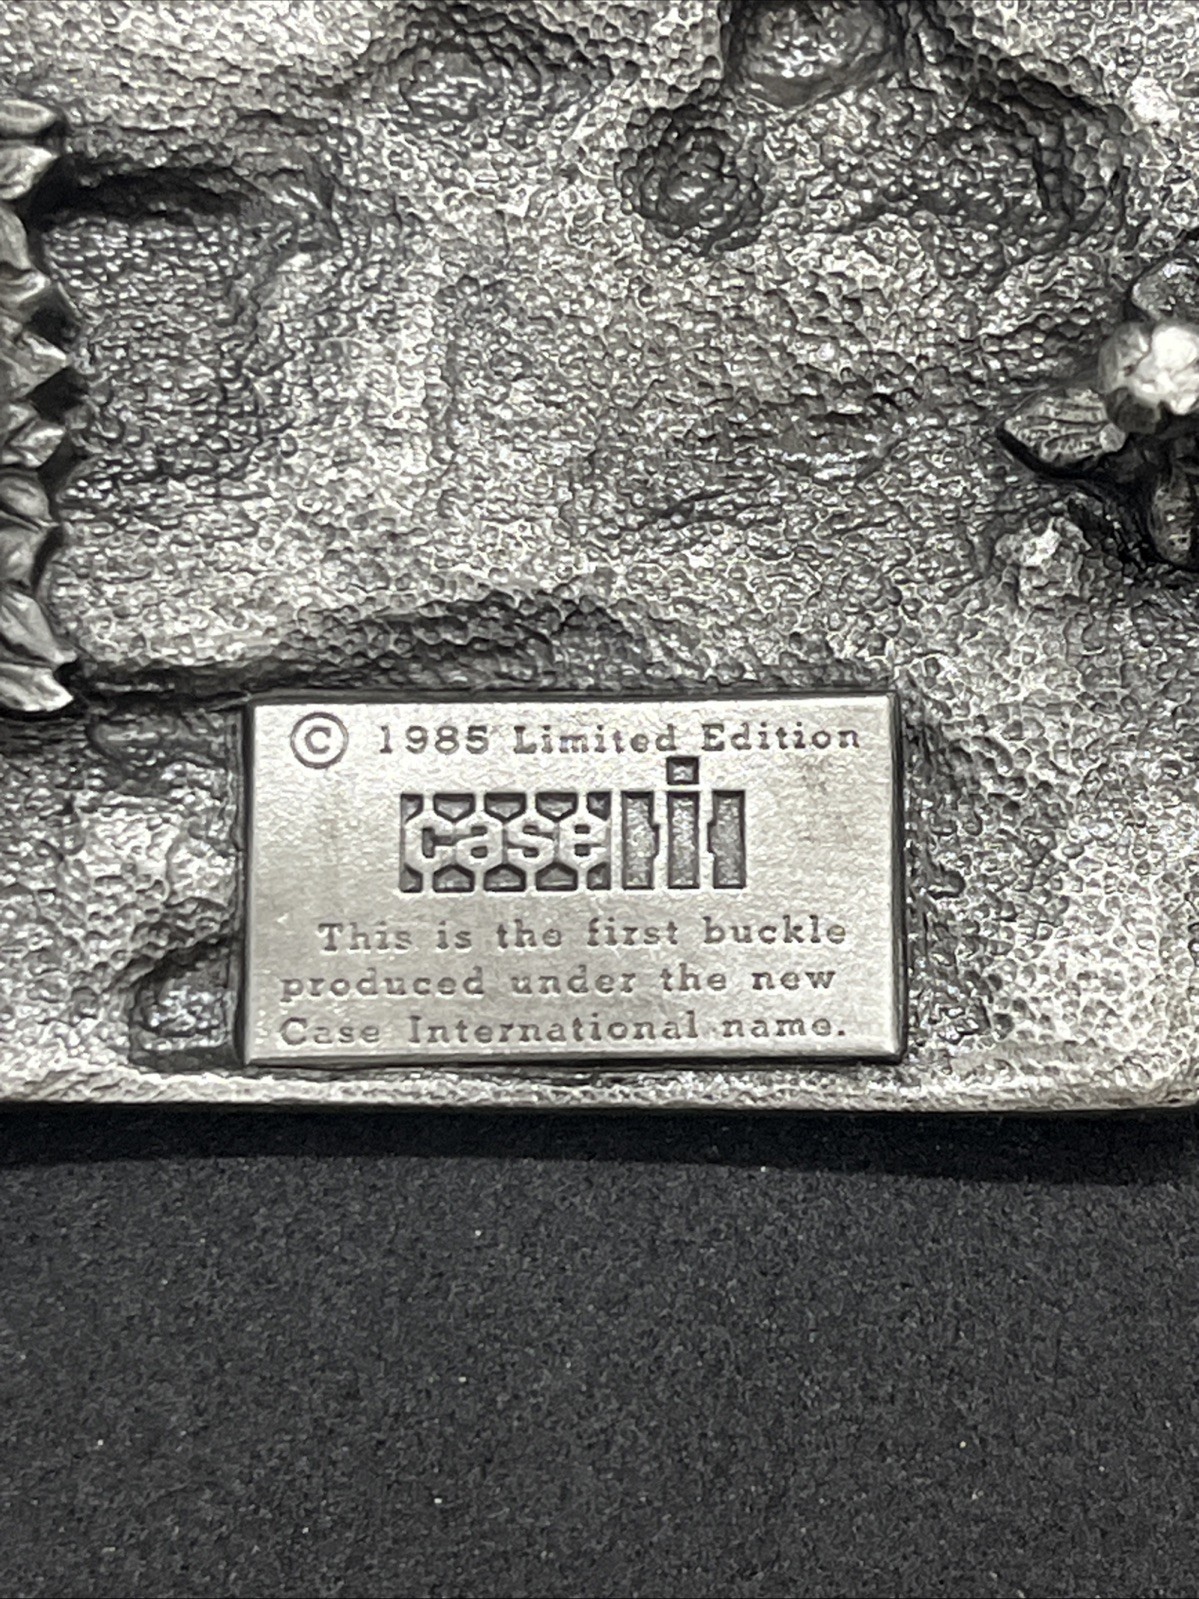 © 1985 Limited Edition
case ih
This is the first buckle
produced under the new
Case International name.